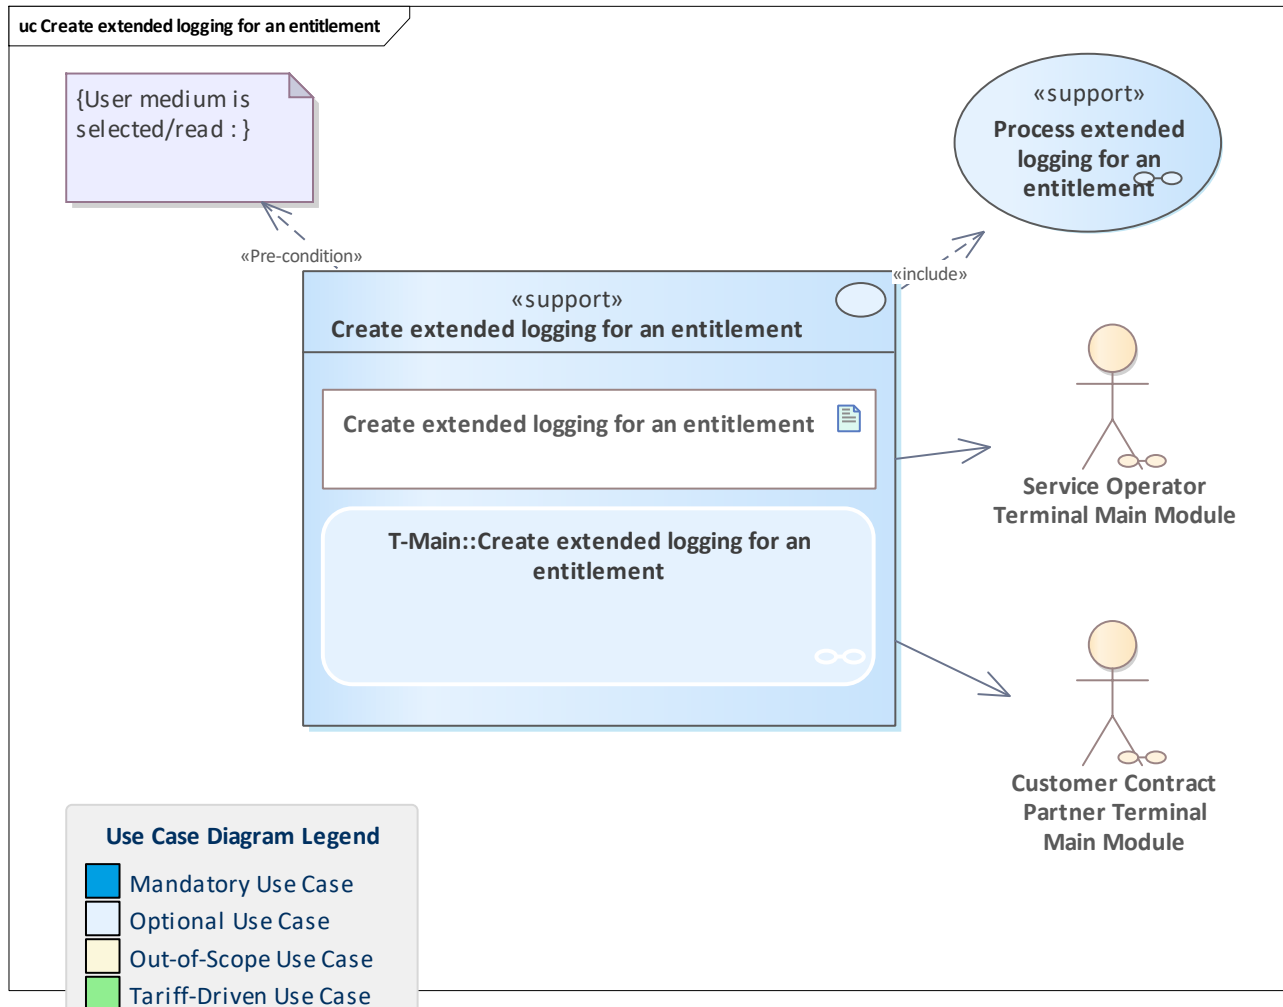 uc Create extended logging for an entitlement
{User medium is
selected/read : }
«support»
Process extended
logging for an
entitlement
«Pre-condition»
«include»
«support»
Create extended logging for an entitlement
Create extended logging for an entitlement
T-Main::Create extended logging for an
entitlement
Service Operator
Terminal Main Module
Customer Contract
Partner Terminal
Main Module
Use Case Diagram Legend
Mandatory Use Case
Optional Use Case
Out-of-Scope Use Case
Tariff-Driven Use Case